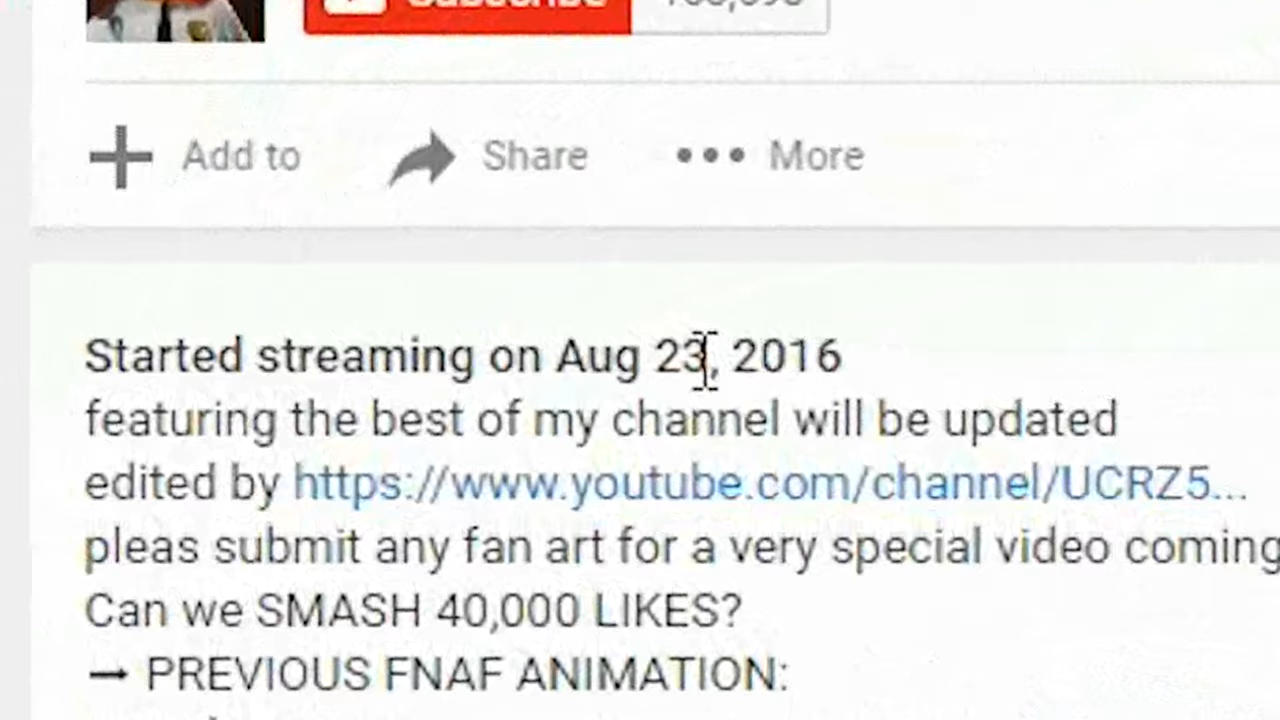 Subscribe
Add to
Share
More
Started streaming on Aug 23, 2016
featuring the best of my channel will be updated
edited by https://www.youtube.com/channel/UCRZ5...
pleas submit any fan art for a very special video coming
Can we SMASH 40,000 LIKES?
→ PREVIOUS FNAF ANIMATION: